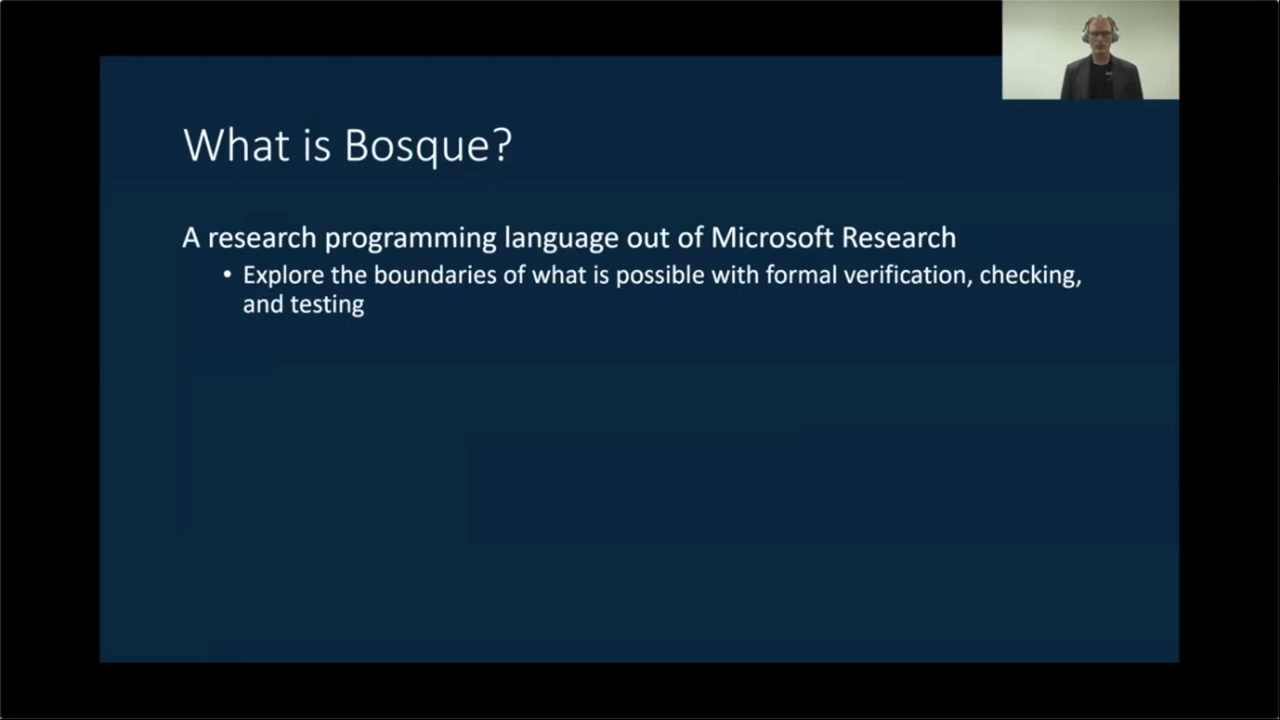 What is Bosque?
A research programming language out of Microsoft Research
• Explore the boundaries of what is possible with formal verification, checking,
and testing